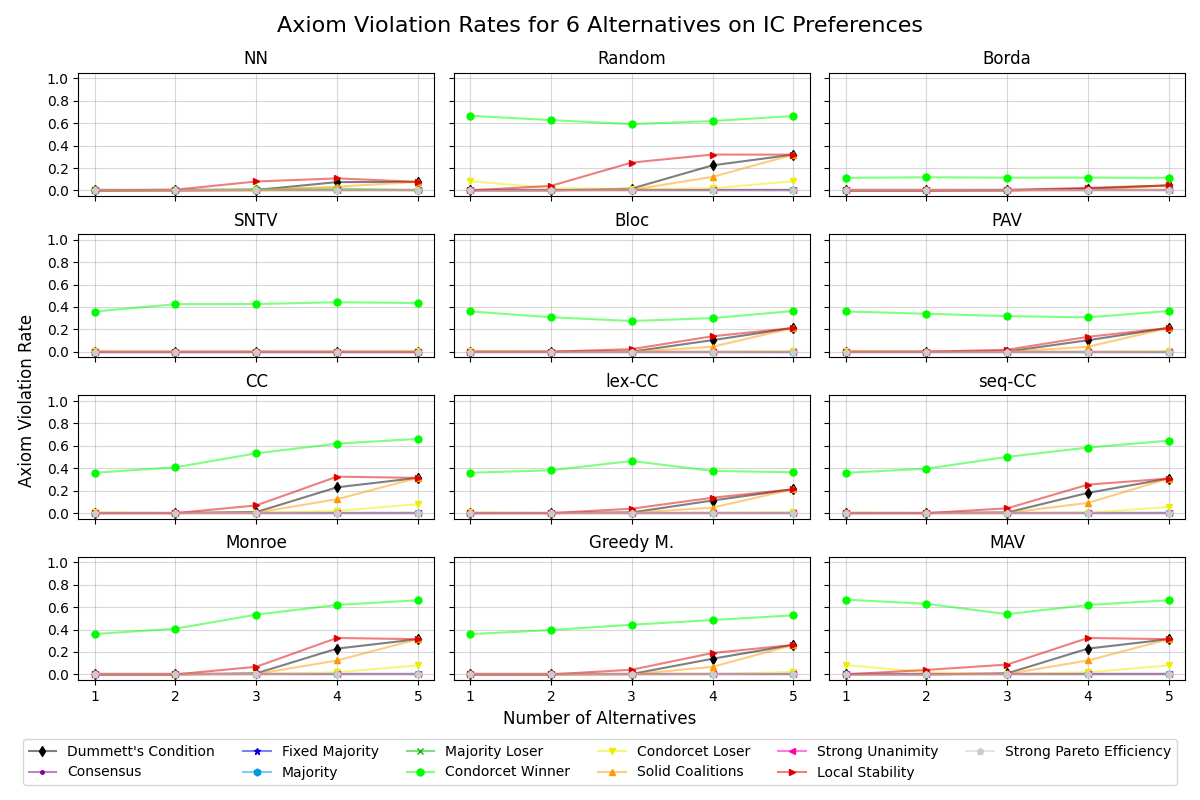 Axiom Violation Rates for 6 Alternatives on IC Preferences
NN
Random
Borda
1.0
0.8
0.6
0.4
0.2
0.0
SNTV
Bloc
PAV
1.0
0.8
0.6
0.4
0.2
0.0
CC
lex-CC
seq-CC
1.0
0.8
0.6
0.4
0.2
0.0
Monroe
Greedy M.
MAV
1.0
0.8
0.6
0.4
0.2
0.0
Axiom Violation Rate
1 2 3 4 5
1 2 3 4 5
1 2 3 4 5
Number of Alternatives
Dummett's Condition
Consensus
Fixed Majority
Majority
Majority Loser
Condorcet Winner
Condorcet Loser
Solid Coalitions
Strong Unanimity
Local Stability
Strong Pareto Efficiency